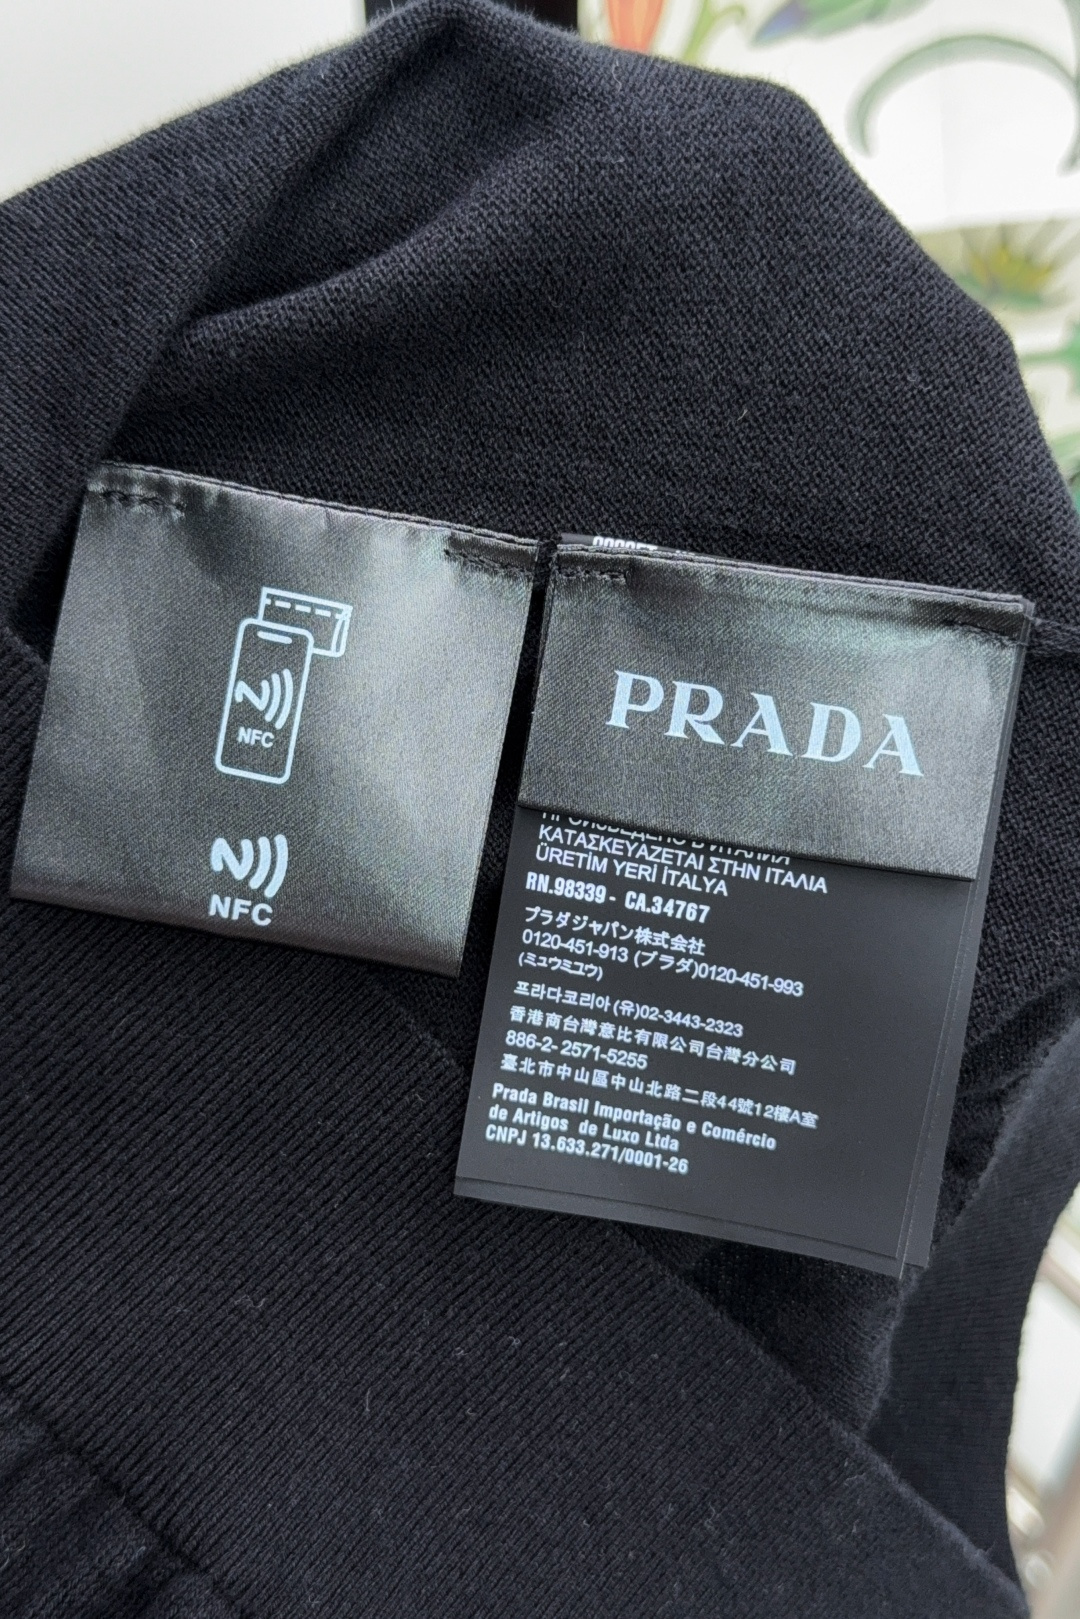 NFC
NFC
PRADA
ПРОИЗВЕДЕНО В ИТАЛИИ
ΚΑΤΑΣΚΕΥΑΖΕΤΑΙ ΣΤΗΝ ΙΤΑΛΙΑ
ÜRETİM YERİ İTALYA
RN.98339 - CA.34767
プラダジャパン株式会社
0120-451-913 (プラダ)0120-451-993
(ミュウミュウ)
프라다코리아(유)02-3443-2323
香港商台灣意比有限公司台灣分公司
886-2- 2571-5255
臺北市中山區中山北路二段44號12樓A室
Prada Brasil Importação e Comércio
de Artigos de Luxo Ltda
CNPJ 13.633.271/0001-26